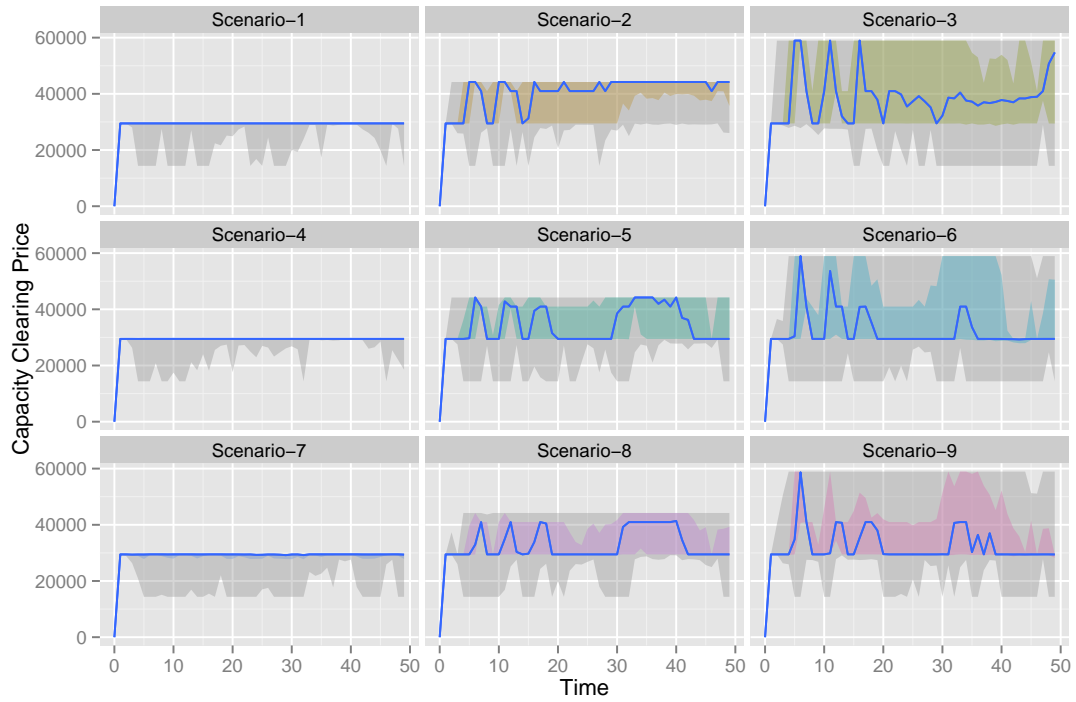 Scenario−1 Scenario−2 Scenario−3
60000
40000
20000
0
Scenario−4 Scenario−5 Scenario−6
60000
40000
20000
0
Scenario−7 Scenario−8 Scenario−9
60000
40000
20000
0
0 10 20 30 40 50 0 10 20 30 40 50 0 10 20 30 40 50
Time
Capacity Clearing Price